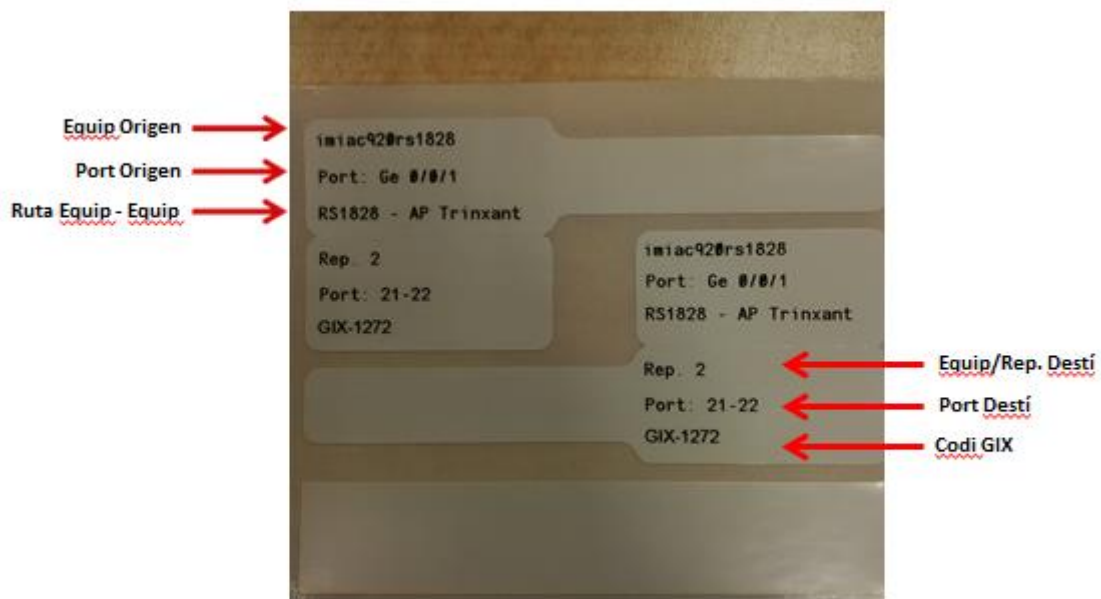 Equip Origen
Port Origen
Ruta Equip - Equip
imiac920rs1828
Port: Ge 0/0/1
RS1828 - AP Trinxant
Rep. 2
Port: 21-22
GIX-1272
imiac920rs1828
Port: Ge 0/0/1
RS1828 - AP Trinxant
Rep. 2
Port: 21-22
GIX-1272
Equip/Rep. Destí
Port Destí
Codi GIX